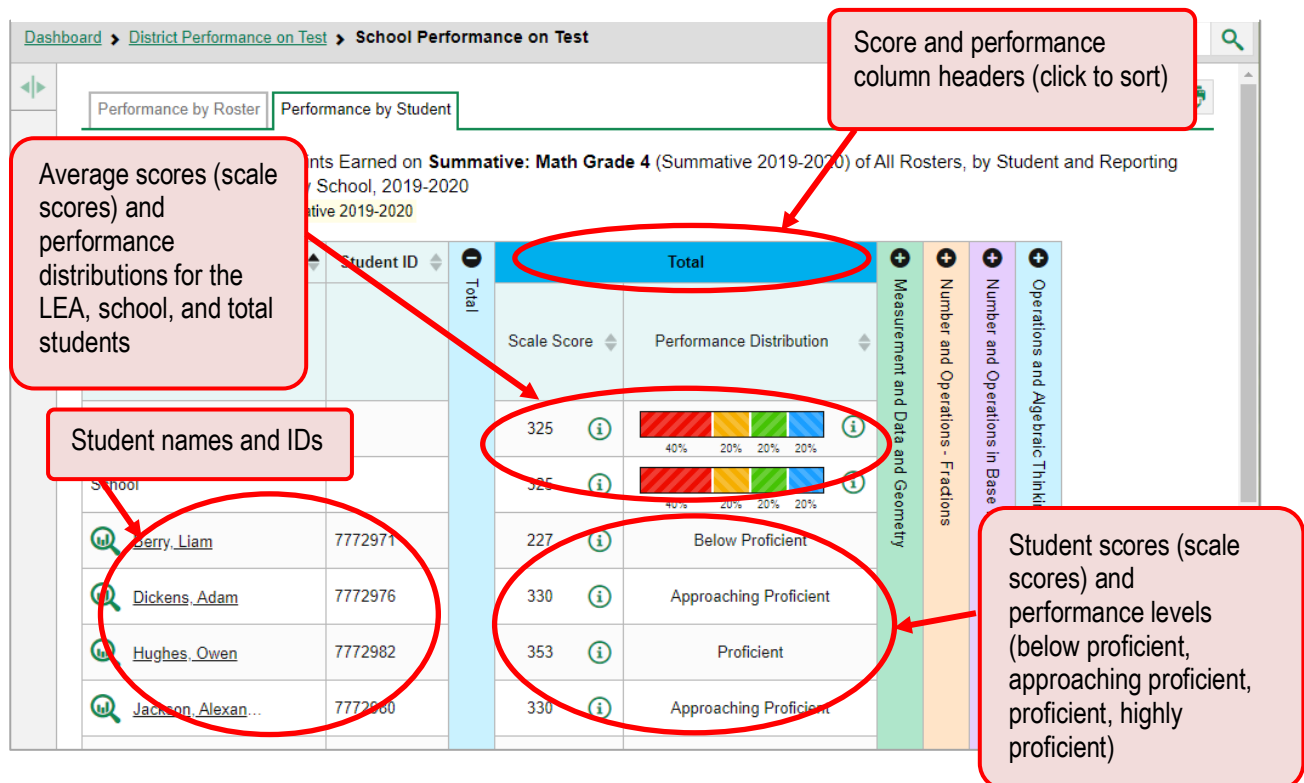 Dashboard > District Performance on Test > School Performance on Test
Score and performance
column headers (click to sort)
Performance by Roster
Performance by Student
Average scores (scale
scores) and
performance
distributions for the
LEA, school, and total
students
Earned on Summative: Math Grade 4 (Summative 2019-2020) of All Rosters, by Student and Reporting
School, 2019-2020
2019-2020
Student ID
Total
Total
Measurement and Data and Geometry
Number and Operations - Fractions
Number and Operations in Base
Operations and Algebraic
Scale Score
Performance Distribution
325
40% 20% 20% 20%
Student names and IDs
School
325
40% 20% 20% 20%
Berry, Liam
7772971
227
Below Proficient
Dickens, Adam
7772976
330
Approaching Proficient
Hughes, Owen
7772982
353
Proficient
Jackson, Alexan...
7772980
330
Approaching Proficient
Student scores (scale
scores) and
performance levels
(below proficient,
approaching proficient,
proficient, highly
proficient)